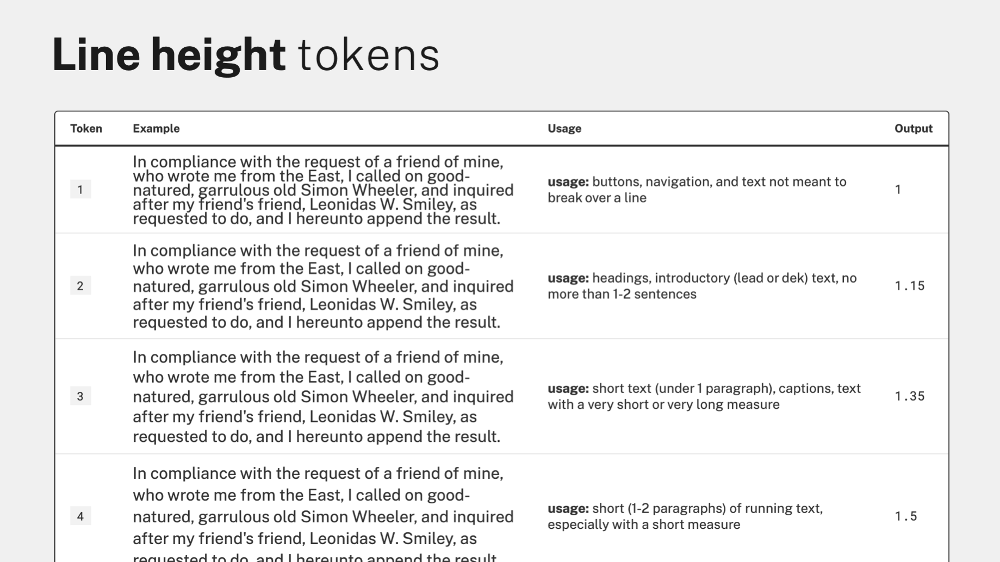 Line height tokens
Token Example Usage Output
1
In compliance with the request of a friend of mine,
who wrote me from the East, I called on good-
natured, garrulous old Simon Wheeler, and inquired
after my friend's friend, Leonidas W. Smiley, as
requested to do, and I hereunto append the result.
usage: buttons, navigation, and text not meant to
break over a line
1
2
In compliance with the request of a friend of mine,
who wrote me from the East, I called on good-
natured, garrulous old Simon Wheeler, and inquired
after my friend's friend, Leonidas W. Smiley, as
requested to do, and I hereunto append the result.
usage: headings, introductory (lead or dek) text, no
more than 1-2 sentences
1.15
3
In compliance with the request of a friend of mine,
who wrote me from the East, I called on good-
natured, garrulous old Simon Wheeler, and inquired
after my friend's friend, Leonidas W. Smiley, as
requested to do, and I hereunto append the result.
usage: short text (under 1 paragraph), captions, text
with a very short or very long measure
1.35
4
In compliance with the request of a friend of mine,
who wrote me from the East, I called on good-
natured, garrulous old Simon Wheeler, and inquired
after my friend's friend, Leonidas W. Smiley, as
requested to do, and I hereunto append the result.
usage: short (1-2 paragraphs) of running text,
especially with a short measure
1.5